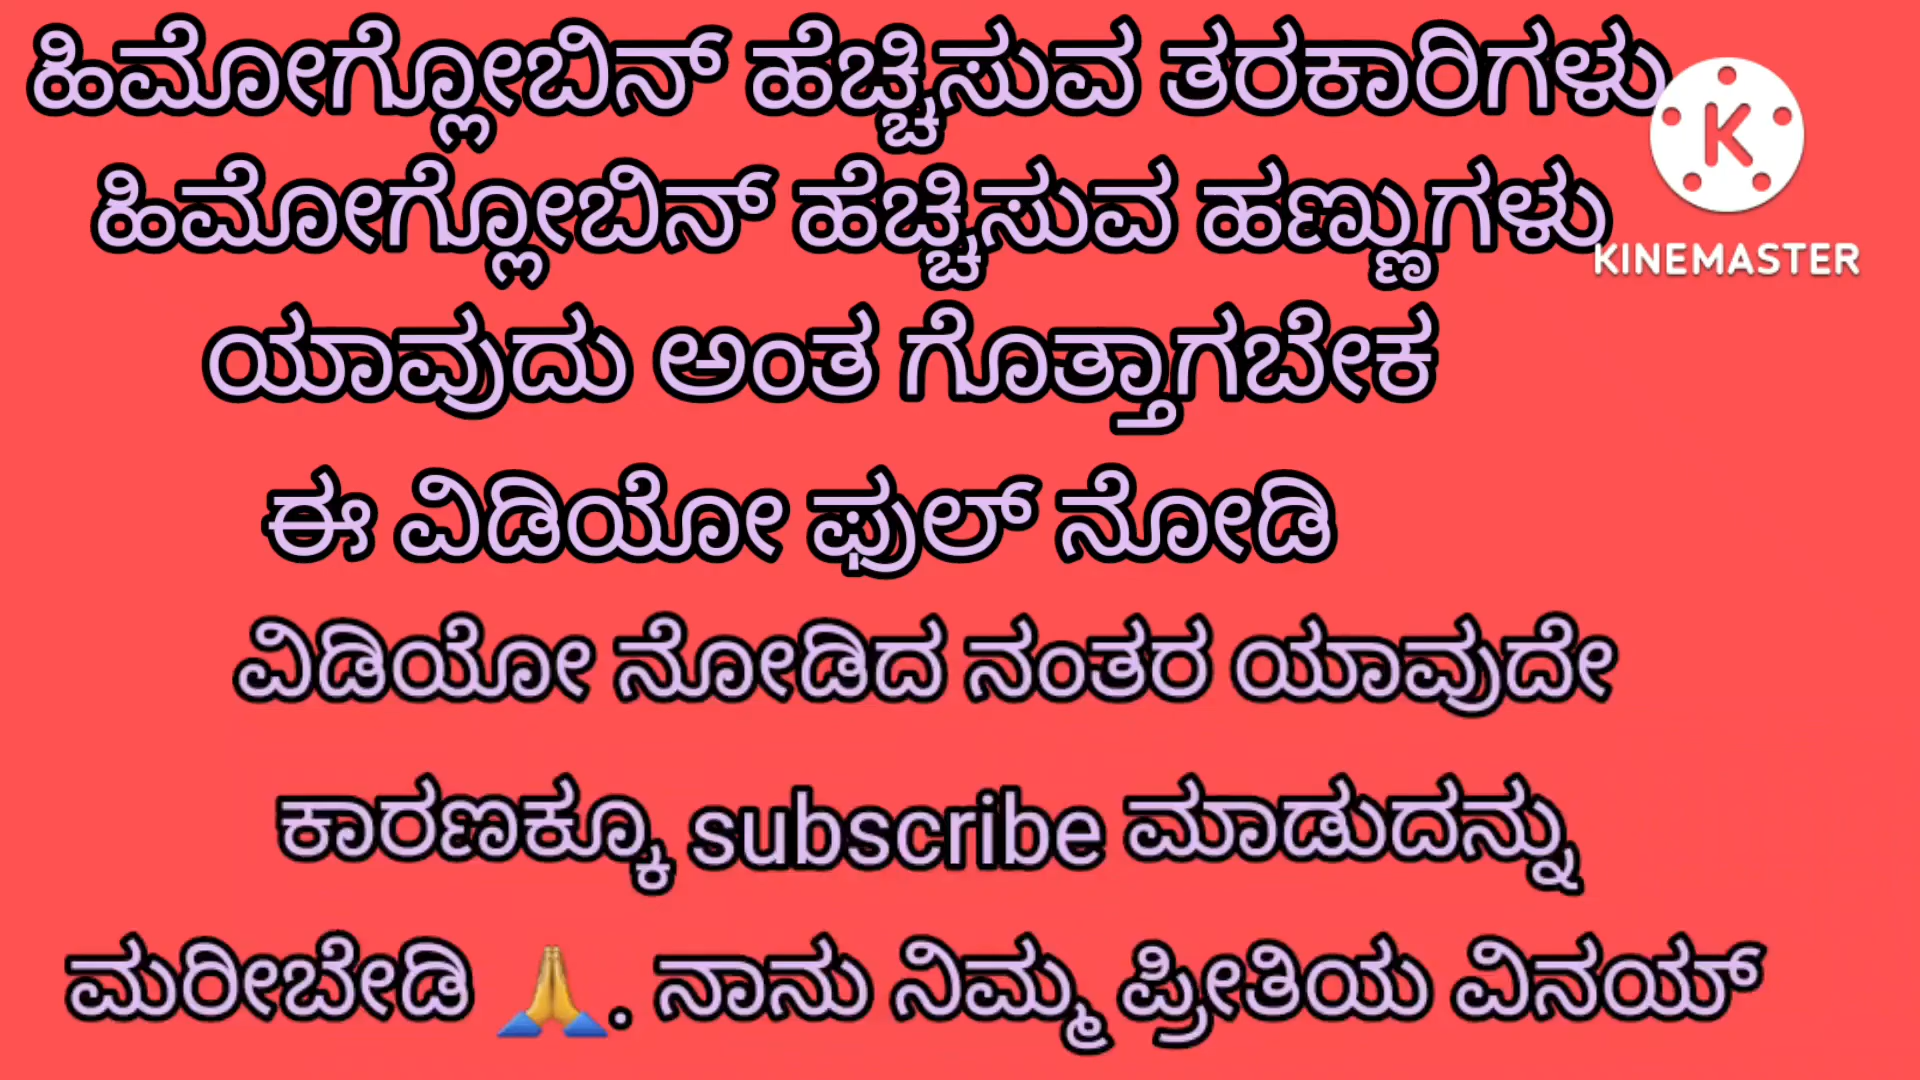 ಹಿಮೋಗ್ಲೋಬಿನ್ ಹೆಚ್ಚಿಸುವ ತರಕಾರಿಗಳು
ಹಿಮೋಗ್ಲೋಬಿನ್ ಹೆಚ್ಚಿಸುವ ಹಣ್ಣುಗಳು
KINEMASTER
ಯಾವುದು ಅಂತ ಗೊತ್ತಾಗಬೇಕ
ಈ ವಿಡಿಯೋ ಫುಲ್ ನೋಡಿ
ವಿಡಿಯೋ ನೋಡಿದ ನಂತರ ಯಾವುದೇ
ಕಾರಣಕ್ಕೂ subscribe ಮಾಡುದನ್ನು
ಮರೀಬೇಡಿ 🙏. ನಾನು ನಿಮ್ಮ ಪ್ರೀತಿಯ ವಿನಯ್